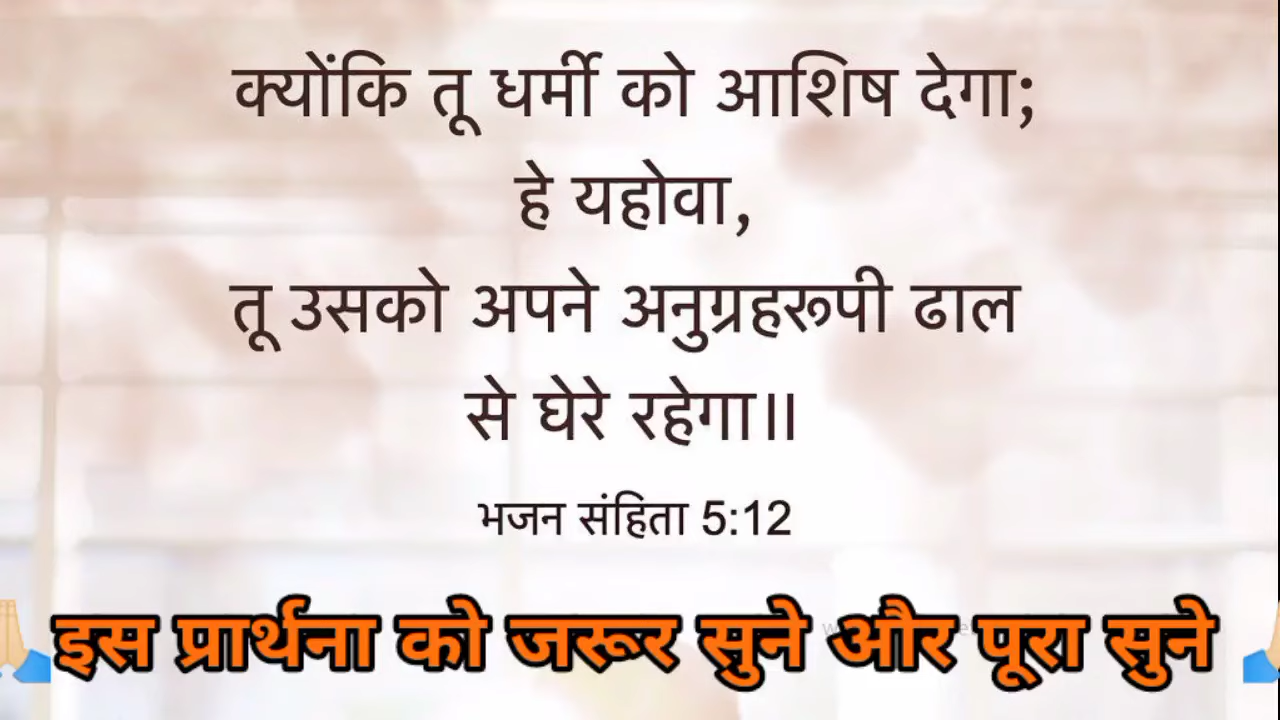 क्योंकि तू धर्मी को आशिष देगा;
हे यहोवा,
तू उसको अपने अनुग्रहरूपी ढाल
से घेरे रहेगा॥
भजन संहिता 5:12
इस प्रार्थना को जरूर सुने और पूरा सुने